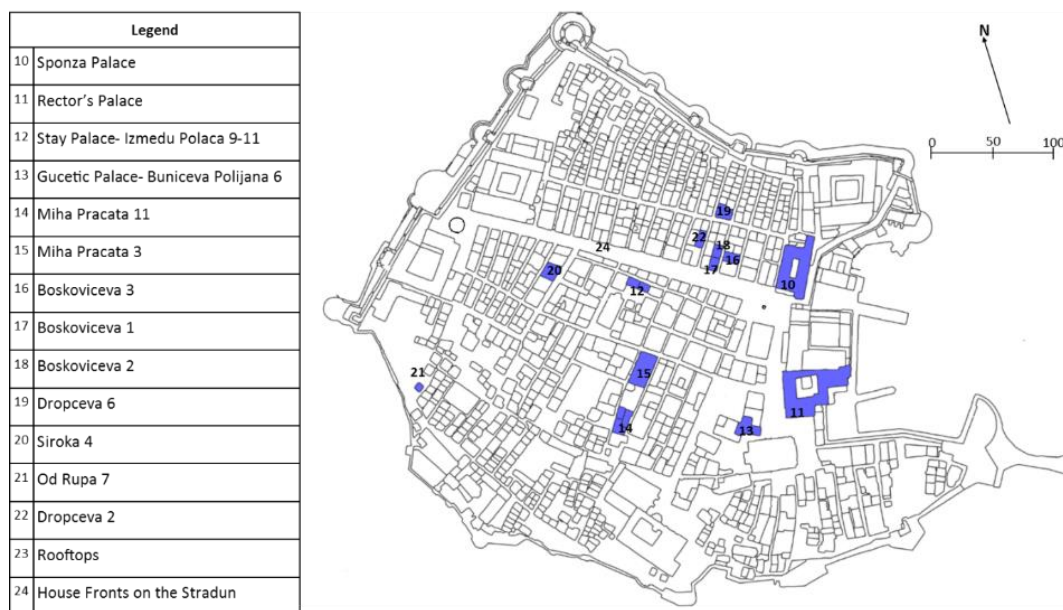 Legend
10 Sponza Palace
11 Rector’s Palace
12 Stay Palace- Izmedu Polaca 9-11
13 Gucetic Palace- Buniceva Polijana 6
14 Miha Pracata 11
15 Miha Pracata 3
16 Boskoviceva 3
17 Boskoviceva 1
18 Boskoviceva 2
19 Dropceva 6
20 Siroka 4
21 Od Rupa 7
22 Dropceva 2
23 Rooftops
24 House Fronts on the Stradun
N
0 50 100
19
22
18
24
16
17
20
10
12
21
15
11
14
13